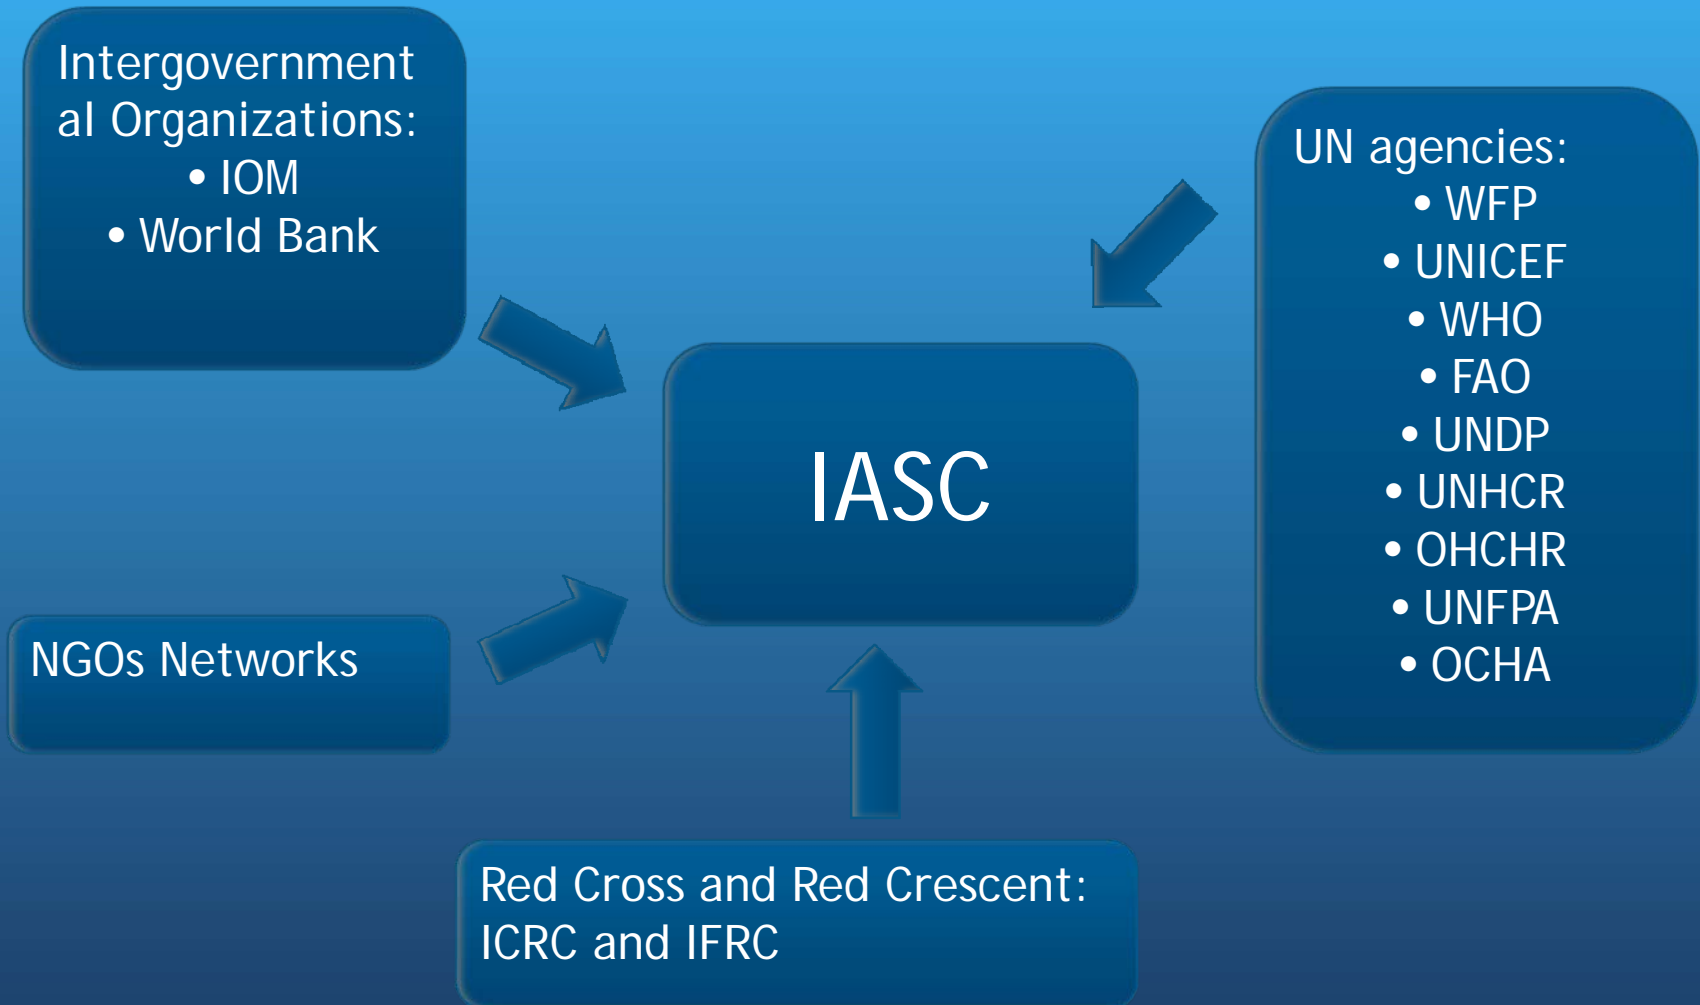 Intergovernment
al Organizations:
• IOM
• World Bank
UN agencies:
• WFP
• UNICEF
• WHO
• FAO
• UNDP
• UNHCR
• OHCHR
• UNFPA
• OCHA
IASC
NGOs Networks
Red Cross and Red Crescent:
ICRC and IFRC